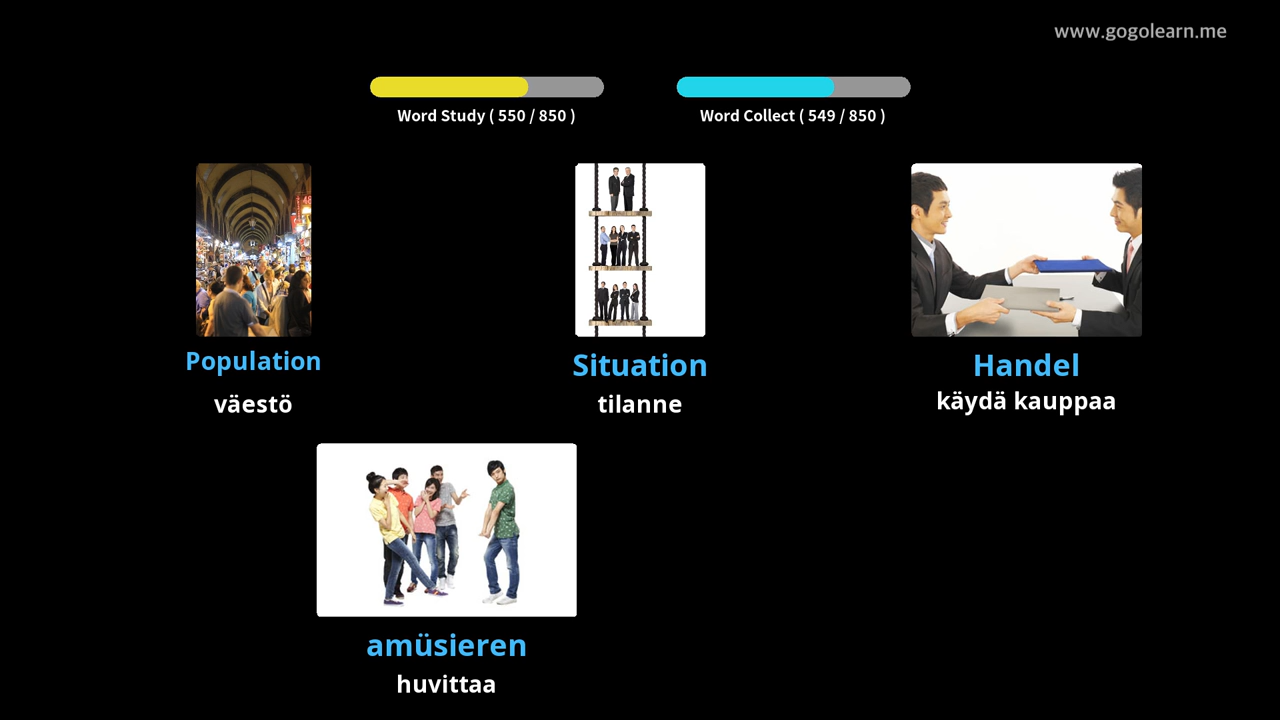 www.gogolearn.me
Word Study ( 550 / 850 )
Word Collect ( 549 / 850 )
Population
väestö
Situation
tilanne
Handel
käydä kauppaa
amüsieren
huvittaa